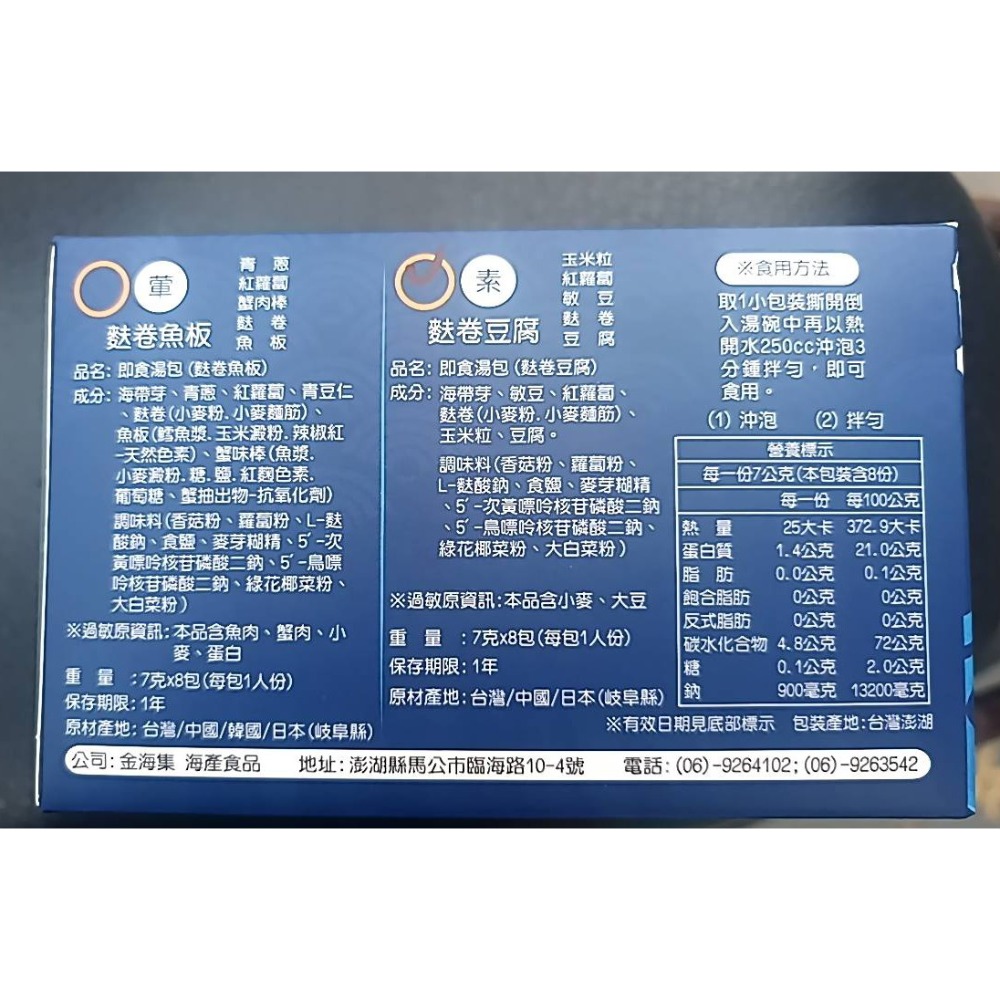 葷
青蔥
紅蘿蔔
蟹肉棒
麩卷
魚板
麩卷魚板
品名:即食湯包(麩卷魚板)
成分:海帶芽、青蔥、紅蘿蔔、青豆仁
、麩卷(小麥粉.小麥麵筋)、
魚板(鱈魚漿.玉米澱粉.辣椒紅
-天然色素)、蟹味棒(魚漿.
小麥澱粉.糖.鹽.紅麴色素.
葡萄糖、蟹抽出物-抗氧化劑)
調味料(香菇粉、蘿蔔粉、L-麩
酸鈉、食鹽、麥芽糊精、5´-次
黃嘌呤核苷磷酸二鈉、5´-鳥嘌
呤核苷磷酸二鈉、綠花椰菜粉、
大白菜粉)
※過敏原資訊:本品含魚肉、蟹肉、小
麥、蛋白
重量:7克x8包(每包1人份)
保存期限:1年
原材產地:台灣/中國/韓國/日本(岐阜縣)
素
玉米粒
紅蘿蔔
敏豆
麩卷
豆腐
麩卷豆腐
品名:即食湯包(麩卷豆腐)
成分:海帶芽、敏豆、紅蘿蔔、
麩卷(小麥粉.小麥麵筋)、
玉米粒、豆腐。
調味料(香菇粉、蘿蔔粉、
L-麩酸鈉、食鹽、麥芽糊精
、5´-次黃嘌呤核苷磷酸二鈉
、5´-鳥嘌呤核苷磷酸二鈉、
綠花椰菜粉、大白菜粉)
※過敏原資訊:本品含小麥、大豆
重量:7克x8包(每包1人份)
保存期限:1年
原材產地:台灣/中國/日本(岐阜縣)
※食用方法
取1小包裝撕開倒
入湯碗中再以熱
開水250cc沖泡3
分鍾拌勻,即可
食用。
(1) 沖泡 (2) 拌勻
營養標示
每一份7公克(本包裝含8份)
每一份 每100公克
熱量 25大卡 372.9大卡
蛋白質 1.4公克 21.0公克
脂肪 0.0公克 0.1公克
飽合脂肪 0公克 0公克
反式脂肪 0公克 0公克
碳水化合物 4.8公克 72公克
糖 0.1公克 2.0公克
鈉 900毫克 13200毫克
※有效日期見底部標示 包裝產地:台灣澎湖
公司:金海集 海產食品 地址:澎湖縣馬公市臨海路10-4號 電話:(06)-9264102;(06)-9263542